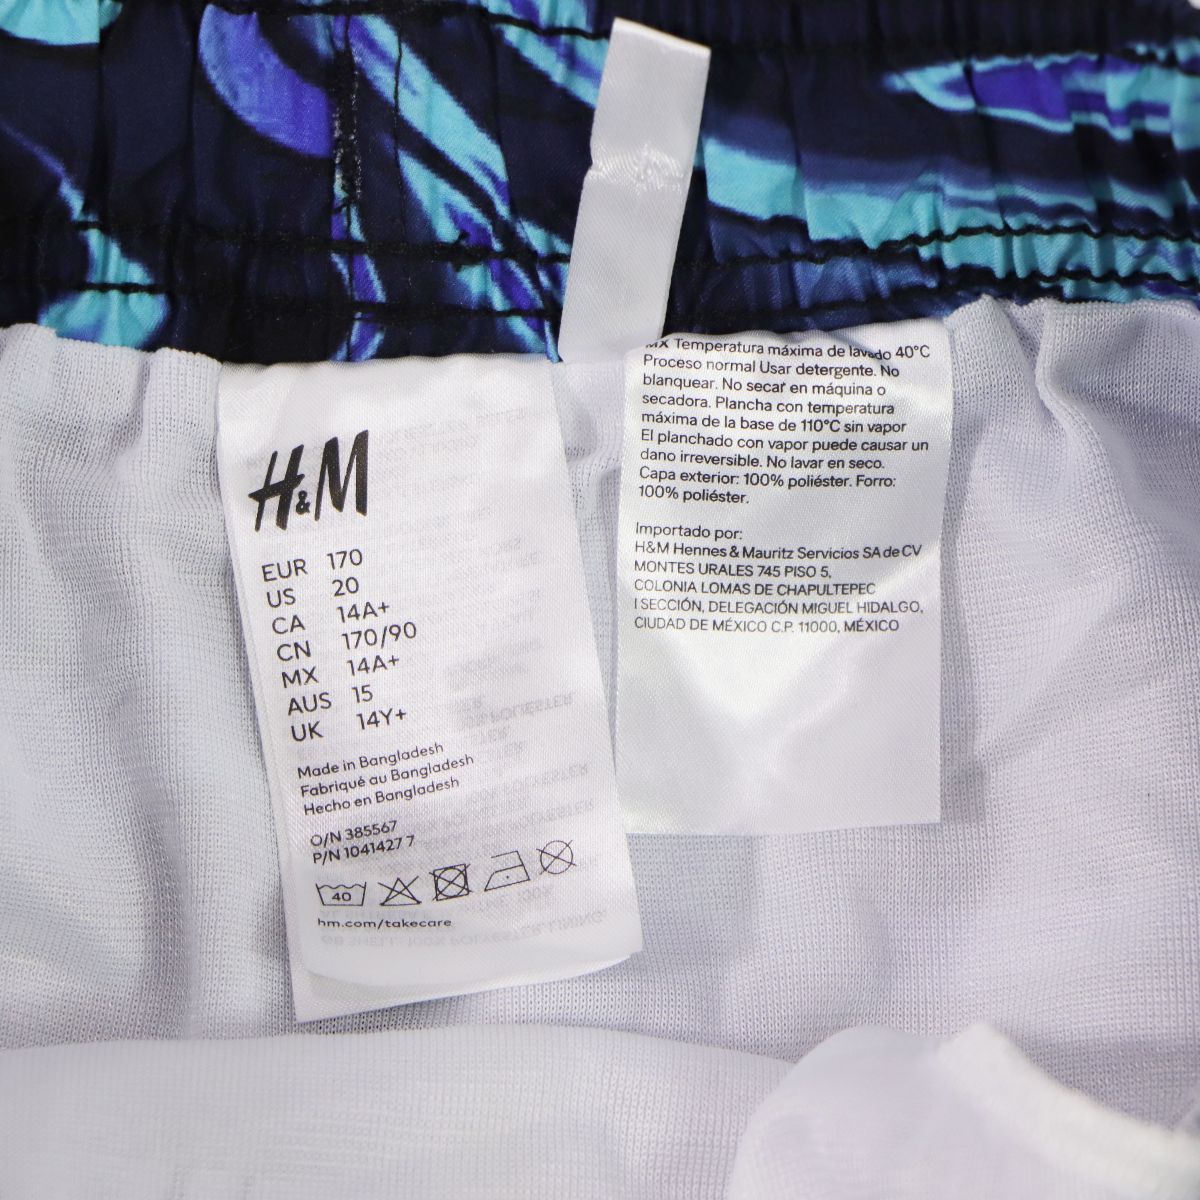 H&M
EUR 170
US 20
CA 14A+
CN 170/90
MX 14A+
AUS 15
UK 14Y+
Made in Bangladesh
Fabriqué au Bangladesh
Hecho en Bangladesh
O/N 385567
P/N 1041427 7
40
hm.com/takecare
MX Temperatura máxima de lavado 40°C
Proceso normal Usar detergente. No
blanquear. No secar en máquina o
secadora. Plancha con temperatura
máxima de la base de 110°C sin vapor
El planchado con vapor puede causar un
dano irreversible. No lavar en seco.
Capa exterior: 100% poliéster. Forro:
100% poliéster.
Importado por:
H&M Hennes & Mauritz Servicios SA de CV
MONTES URALES 745 PISO 5,
COLONIA LOMAS DE CHAPULTEPEC
I SECCIÓN, DELEGACIÓN MIGUEL HIDALGO,
CIUDAD DE MÉXICO C.P. 11000, MÉXICO